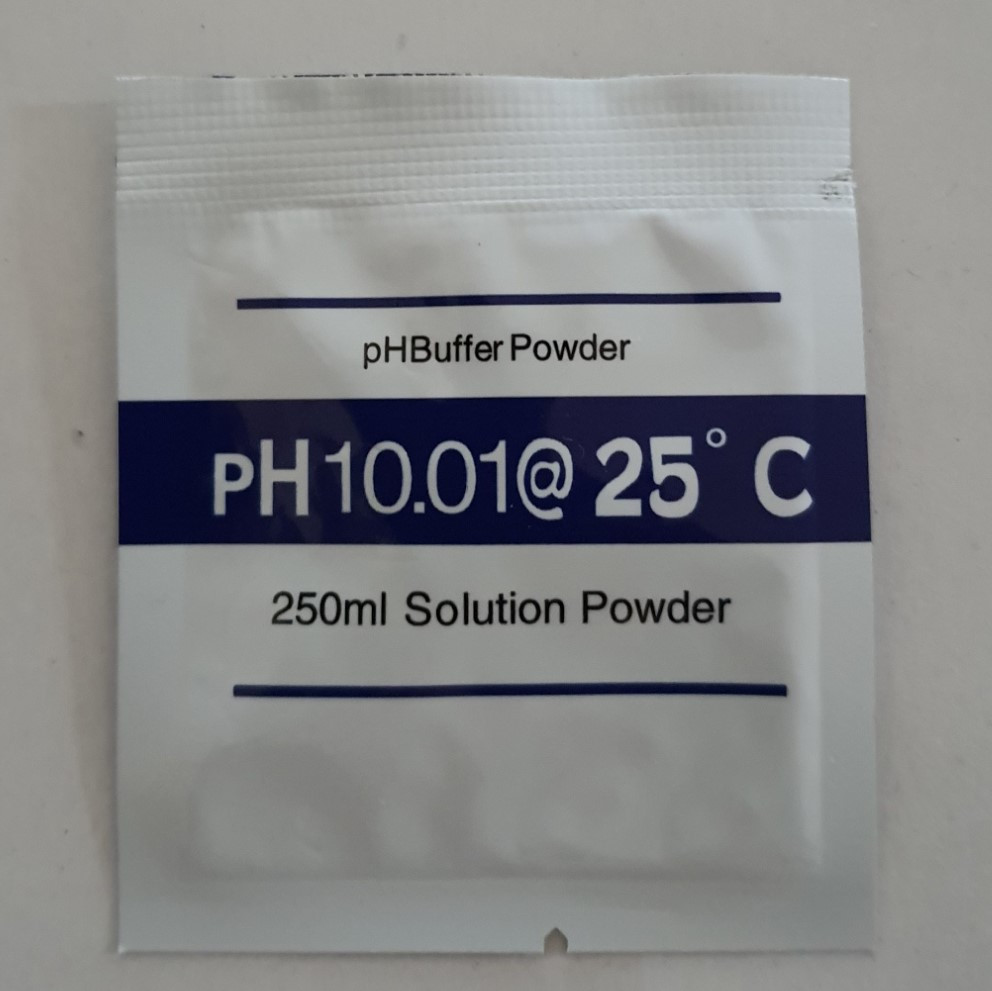 pHBuffer Powder
PH10.01@ 25° C
250ml Solution Powder